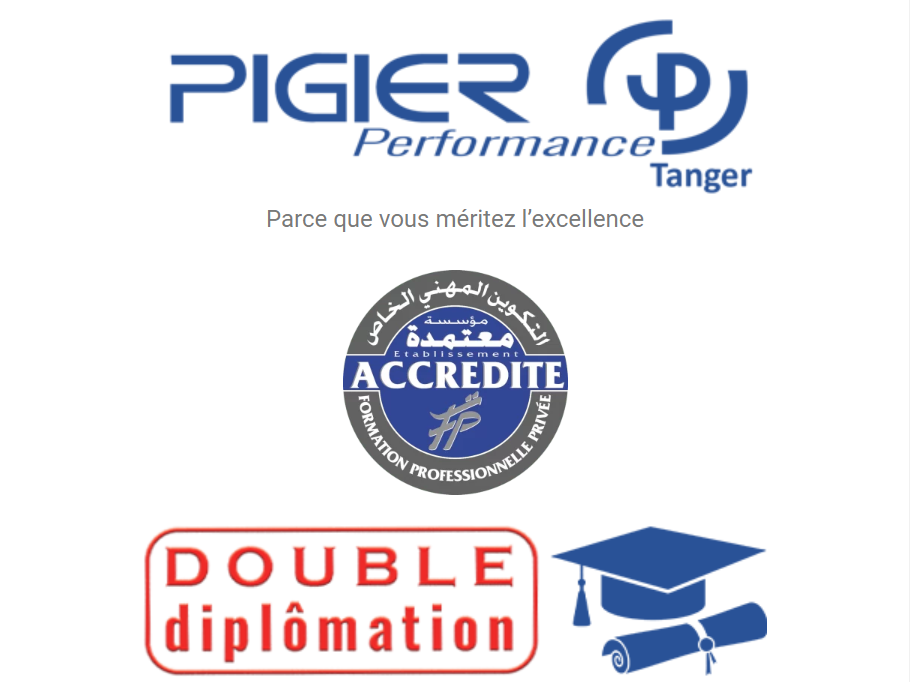 PIGIER
Performance
Tanger
Parce que vous méritez l’excellence
التكوين المهني الخاص
مؤسسة
معتمدة
Etablissement
ACCREDITE
FORMATION PROFESSIONNELLE PRIVÉE
DOUBLE
diplômation